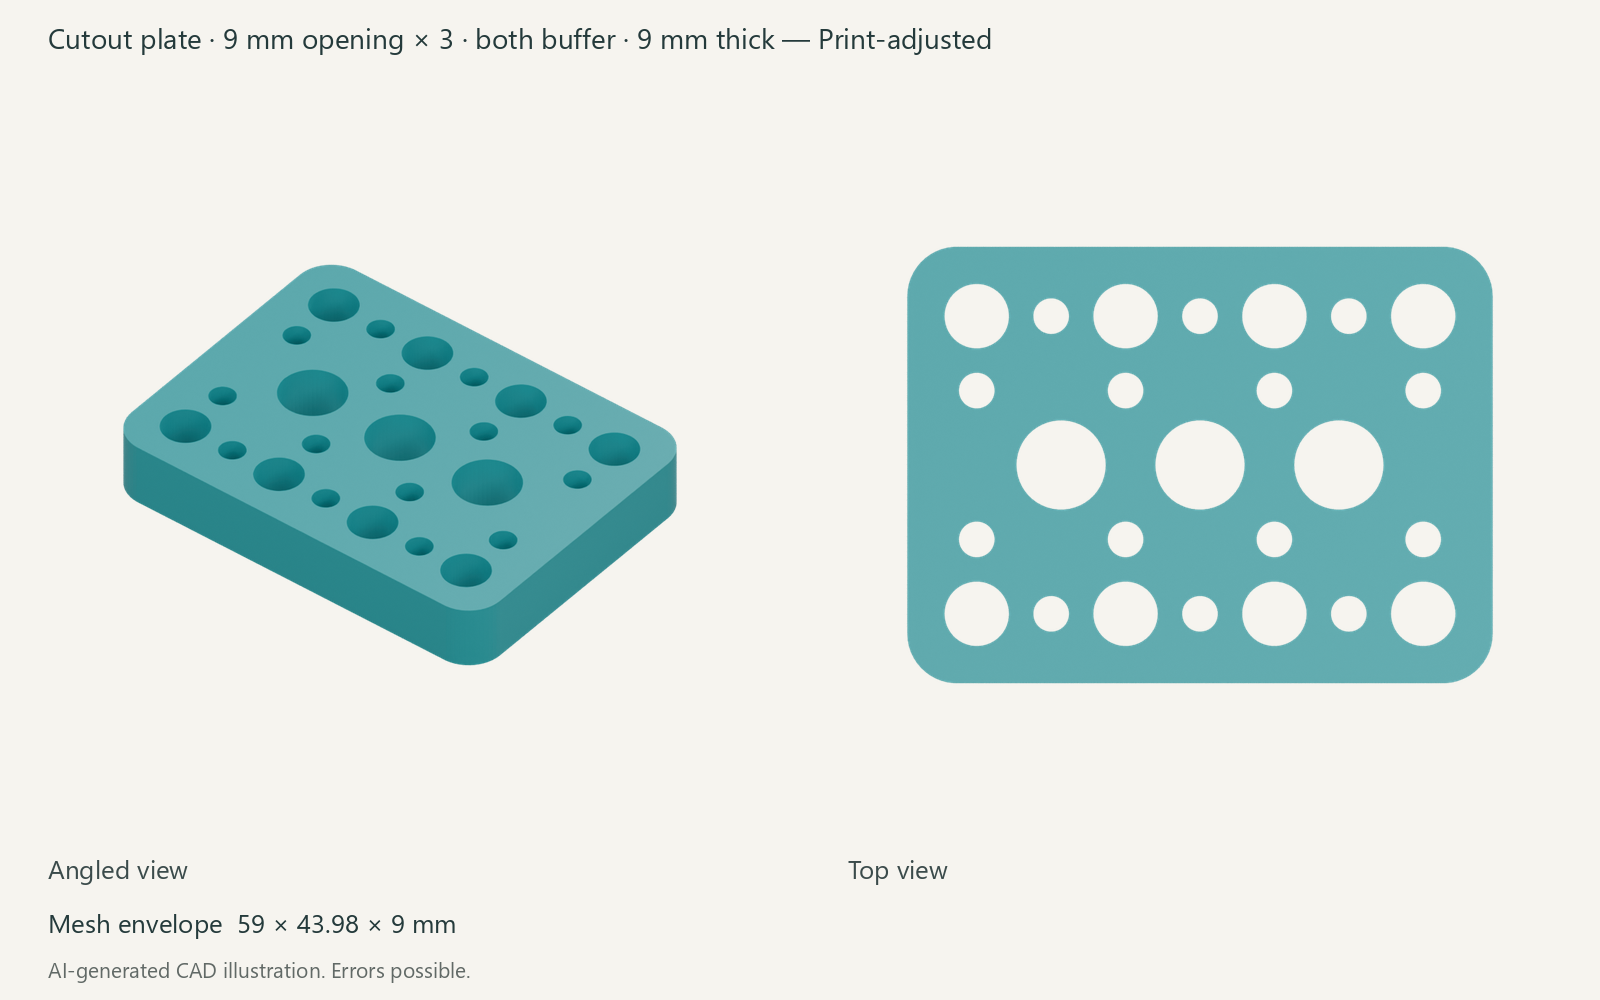 Cutout plate · 9 mm opening × 3 · both buffer · 9 mm thick — Print-adjusted
Angled view
Top view
Mesh envelope 59 × 43.98 × 9 mm
AI-generated CAD illustration. Errors possible.